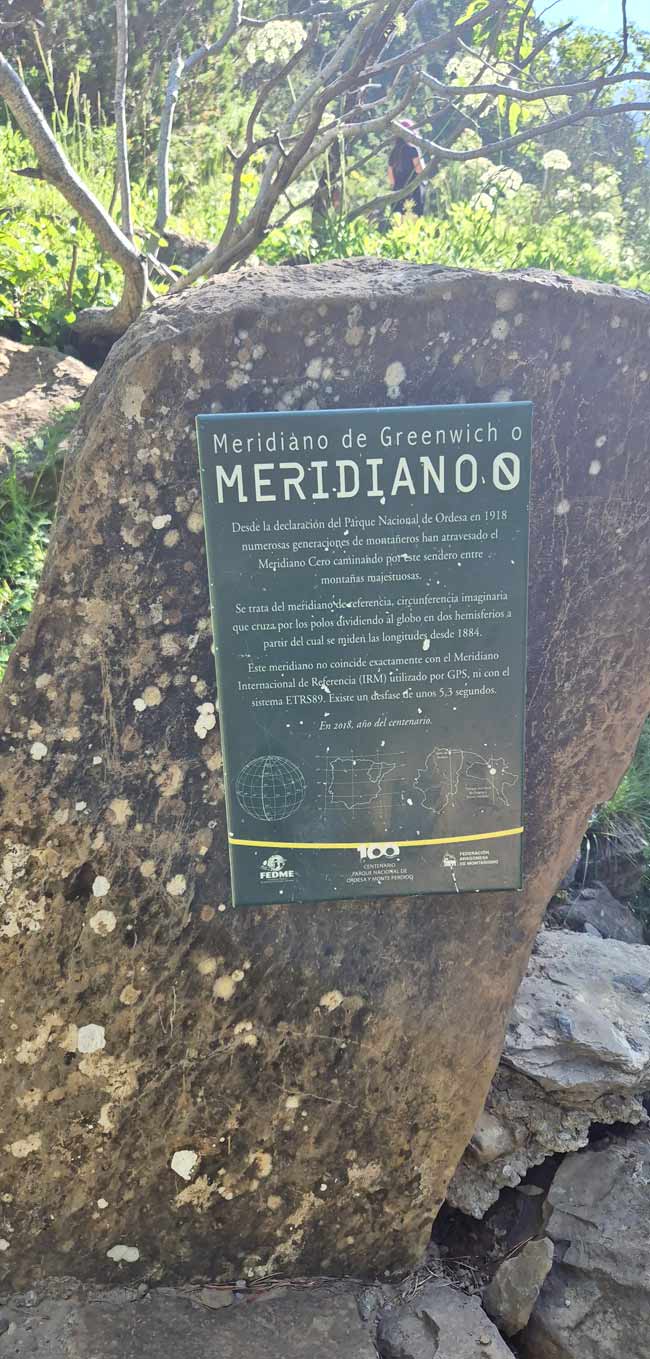 Meridiano de Greenwich o
MERIDIANO 0
Desde la declaración del Parque Nacional de Ordesa en 1918
numerosas generaciones de montañeros han atravesado el
Meridiano Cero caminando por este sendero entre
montañas majestuosas.
Se trata del meridiano de referencia, circunferencia imaginaria
que cruza por los polos dividiendo al globo en dos hemisferios a
partir del cual se miden las longitudes desde 1884.
Este meridiano no coincide exactamente con el Meridiano
Internacional de Referencia (IRM) utilizado por GPS, ni con el
sistema ETRS89. Existe un desfase de unos 5,3 segundos.
En 2018, año del centenario.
FEDME
100
CENTENARIO
PARQUE NACIONAL DE
ORDESA Y MONTE PERDIDO
FEDERACIÓN
ARAGONESA
DE MONTAÑISMO